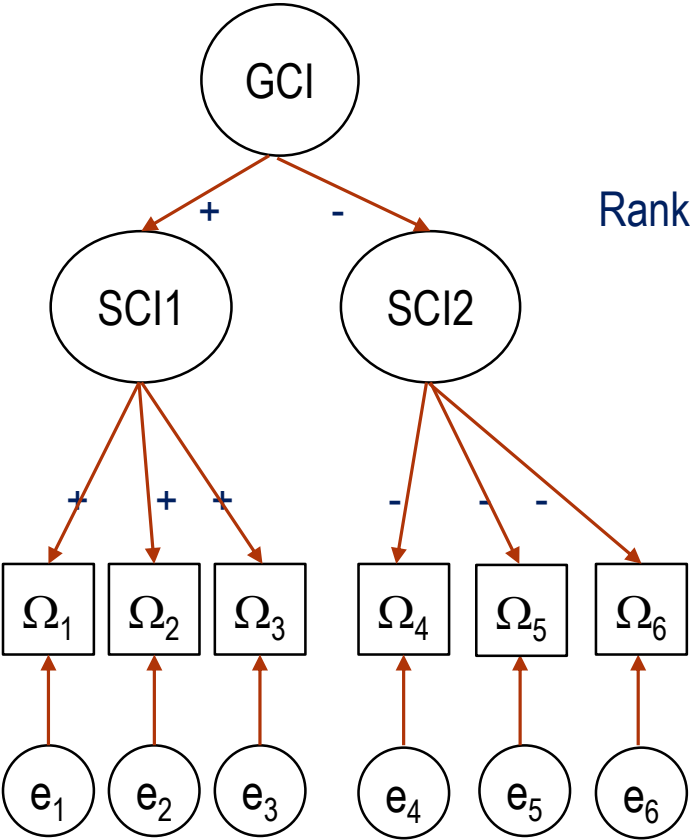 GCI
+ -
Rank
SCI1 SCI2
+ + + - - -
Ω₁ Ω₂ Ω₃ Ω₄ Ω₅ Ω₆
e₁ e₂ e₃ e₄ e₅ e₆